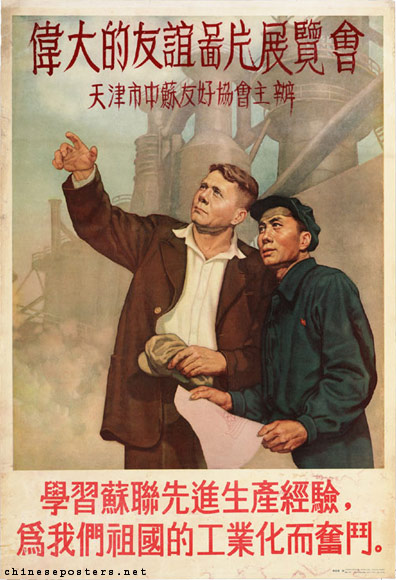 偉大的友誼圖片展覽會
天津市中蘇友好協會主辦
學習蘇聯先進生產經驗，
爲我們祖國的工業化而奮鬥。
chineseposters.net